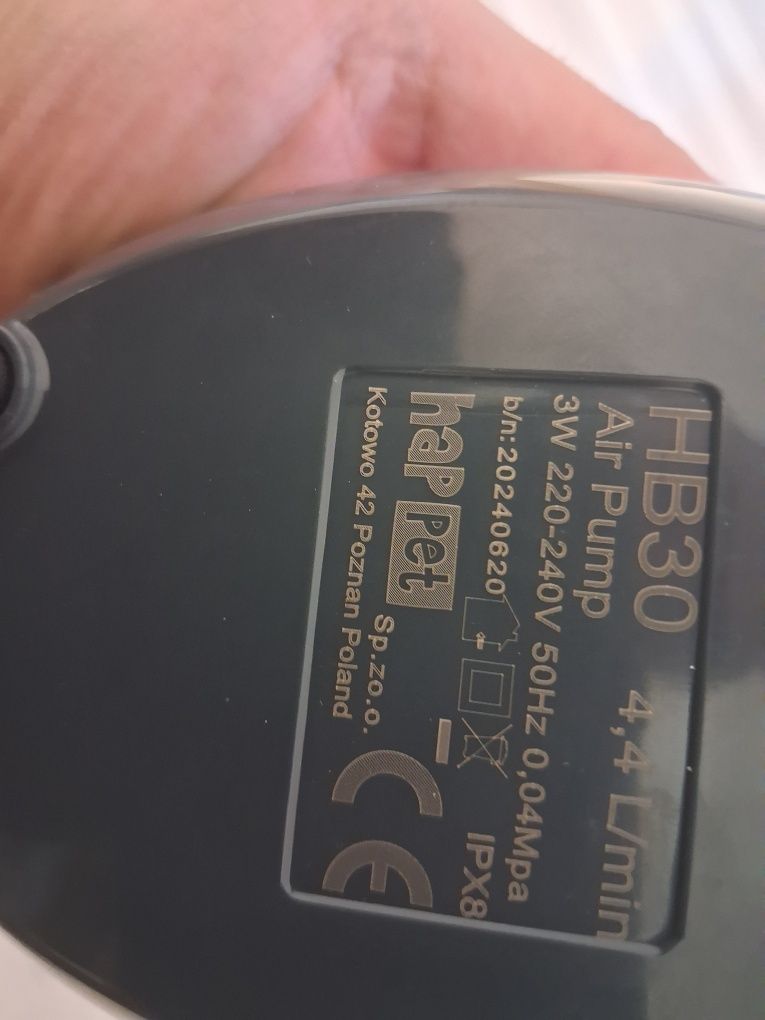 HB30 4,4 L/min
Air Pump
3W 220-240V 50Hz 0,04Mpa
b/n: 20240620 IPX8
hap pet Sp.zo.o.
Kotowo 42 Poznan Poland
CE